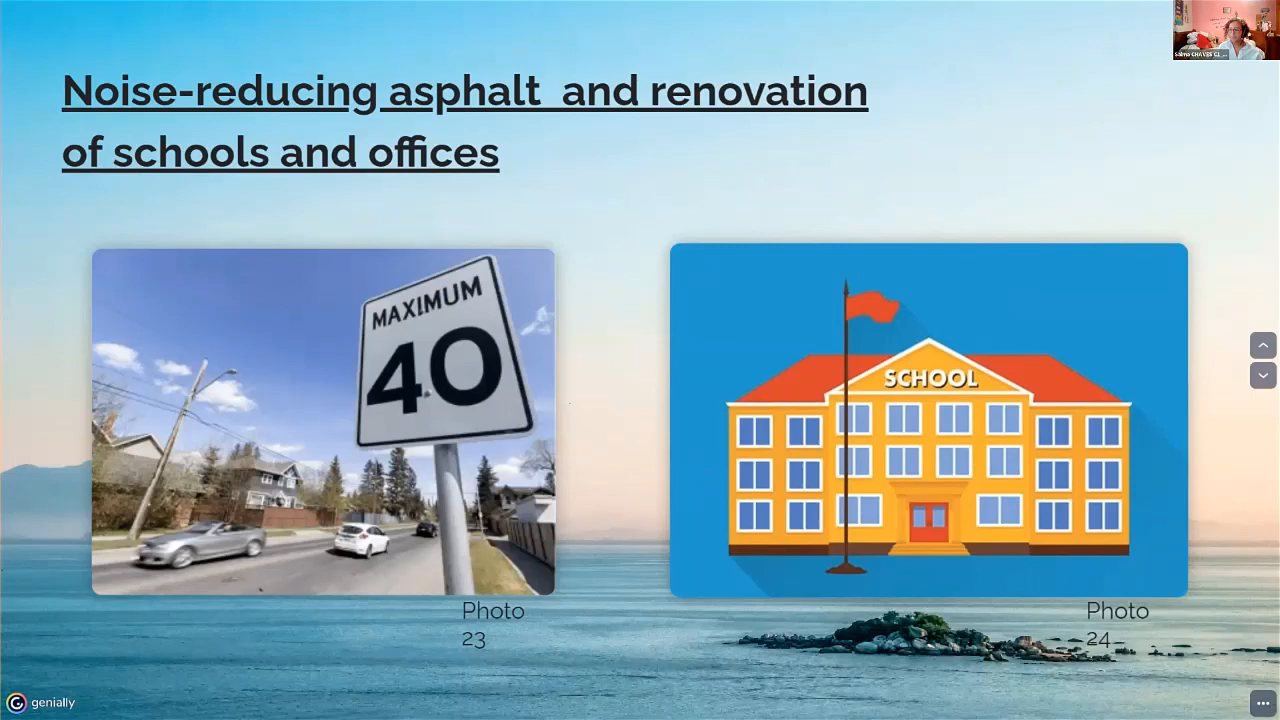 Noise-reducing asphalt  and renovation
of schools and offices
MAXIMUM
40
SCHOOL
Photo
23
Photo
24
genially